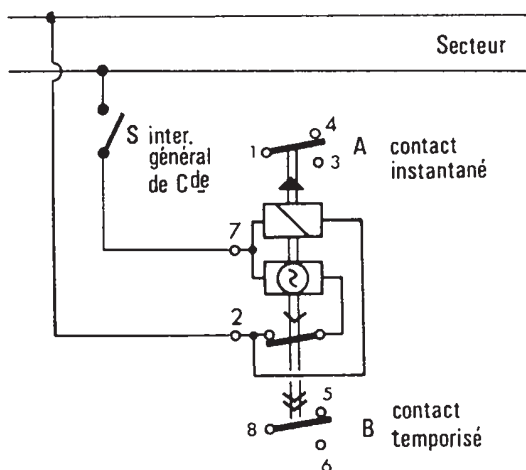 Secteur
S inter.
général
de Cde
4
1
A contact
3
instantané
7
2
5
8
B contact
temporisé
6